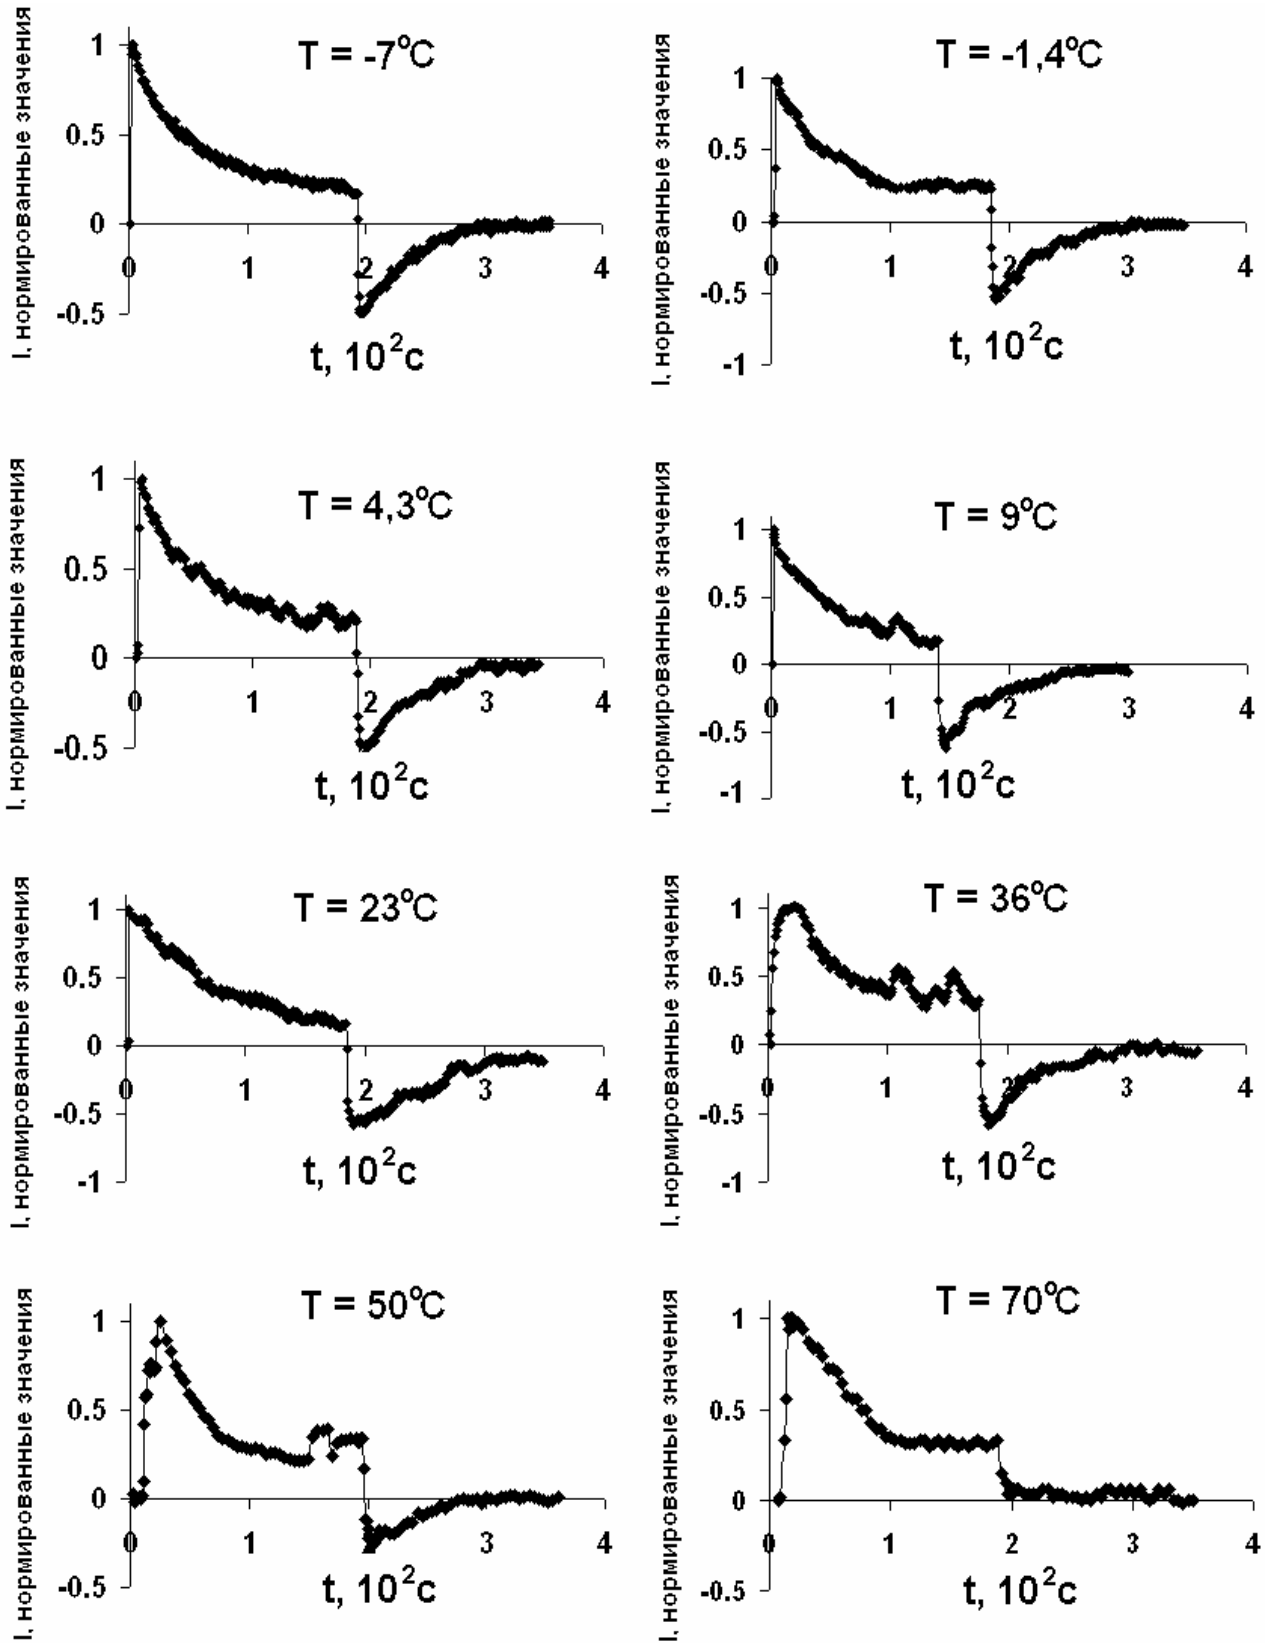 I, нормированные значения
T = -7°C
1
0.5
0
-0.5
0 1 2 3 4
t, 10²c
I, нормированные значения
T = -1,4°C
1
0.5
0
-0.5
-1
0 1 2 3 4
t, 10²c
I, нормированные значения
T = 4,3°C
1
0.5
0
-0.5
0 1 2 3 4
t, 10²c
I, нормированные значения
T = 9°C
1
0.5
0
-0.5
-1
0 1 2 3 4
t, 10²c
I, нормированные значения
T = 23°C
1
0.5
0
-0.5
-1
0 1 2 3 4
t, 10²c
I, нормированные значения
T = 36°C
1
0.5
0
-0.5
-1
0 1 2 3 4
t, 10²c
I, нормированные значения
T = 50°C
1
0.5
0
-0.5
0 1 2 3 4
t, 10²c
I, нормированные значения
T = 70°C
1
0.5
0
-0.5
0 1 2 3 4
t, 10²c